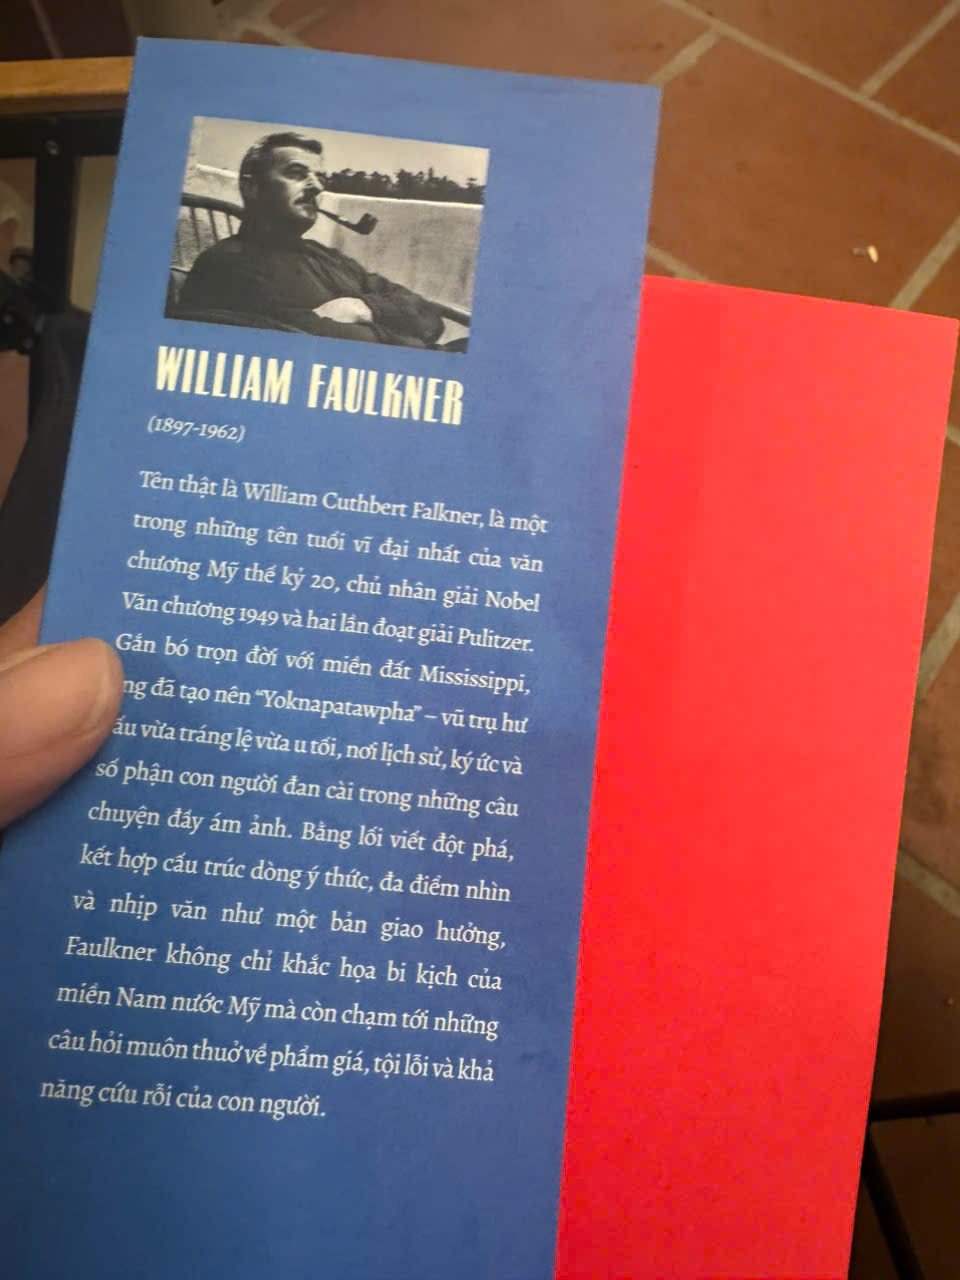 WILLIAM FAULKNER
(1897-1962)
Tên thật là William Cuthbert Falkner, là một
trong những tên tuổi vĩ đại nhất của văn
chương Mỹ thế kỷ 20, chủ nhân giải Nobel
Văn chương 1949 và hai lần đoạt giải Pulitzer.
Gắn bó trọn đời với miền đất Mississippi,
ng đã tạo nên “Yoknapatawpha” – vũ trụ hư
ấu vừa tráng lệ vừa u tối, nơi lịch sử, ký ức và
số phận con người đan cài trong những câu
chuyện đầy ám ảnh. Bằng lối viết đột phá,
kết hợp cấu trúc dòng ý thức, đa điểm nhìn
và nhịp văn như một bản giao hưởng,
Faulkner không chỉ khắc họa bi kịch của
miền Nam nước Mỹ mà còn chạm tới những
câu hỏi muôn thuở về phẩm giá, tội lỗi và khả
năng cứu rỗi của con người.